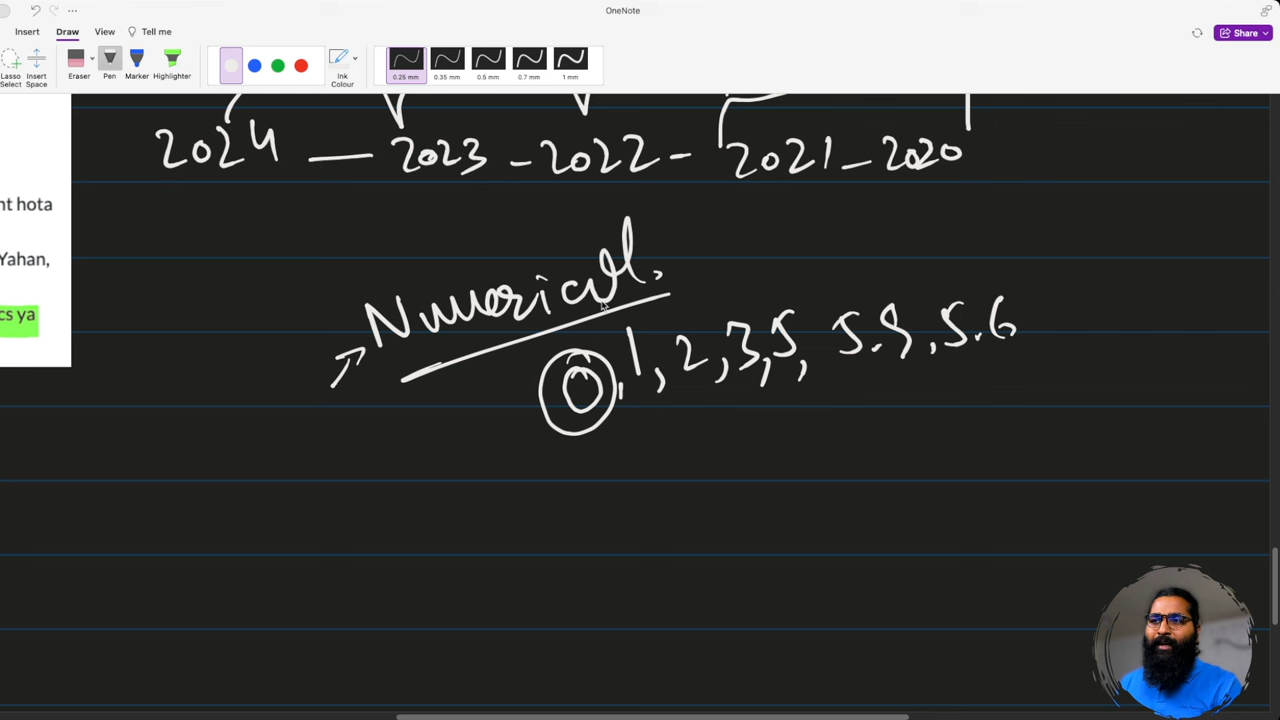 OneNote
Insert
Draw
View
Tell me
Share
Lasso Select
Insert Space
Eraser
Pen
Marker
Highlighter
Ink Colour
0.25 mm
0.35 mm
0.5 mm
0.7 mm
1 mm
2024 — 2023 - 2022 - 2021 - 2020
nt hota
Yahan,
cs ya
→ Numerical.
0, 1, 2, 3, 5, 5.9, 5.6